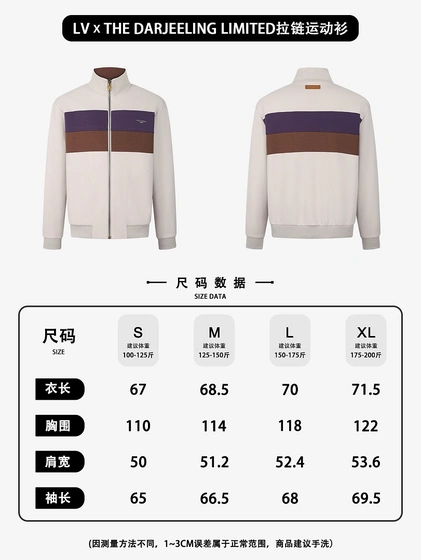 LV x THE DARJEELING LIMITED拉链运动衫
尺码数据
SIZE DATA
尺码 S M L XL
SIZE 建议体重 建议体重 建议体重 建议体重
100-125斤 125-150斤 150-175斤 175-200斤
衣长 67 68.5 70 71.5
胸围 110 114 118 122
肩宽 50 51.2 52.4 53.6
袖长 65 66.5 68 69.5
(因测量方法不同，1~3CM误差属于正常范围，商品建议手洗)